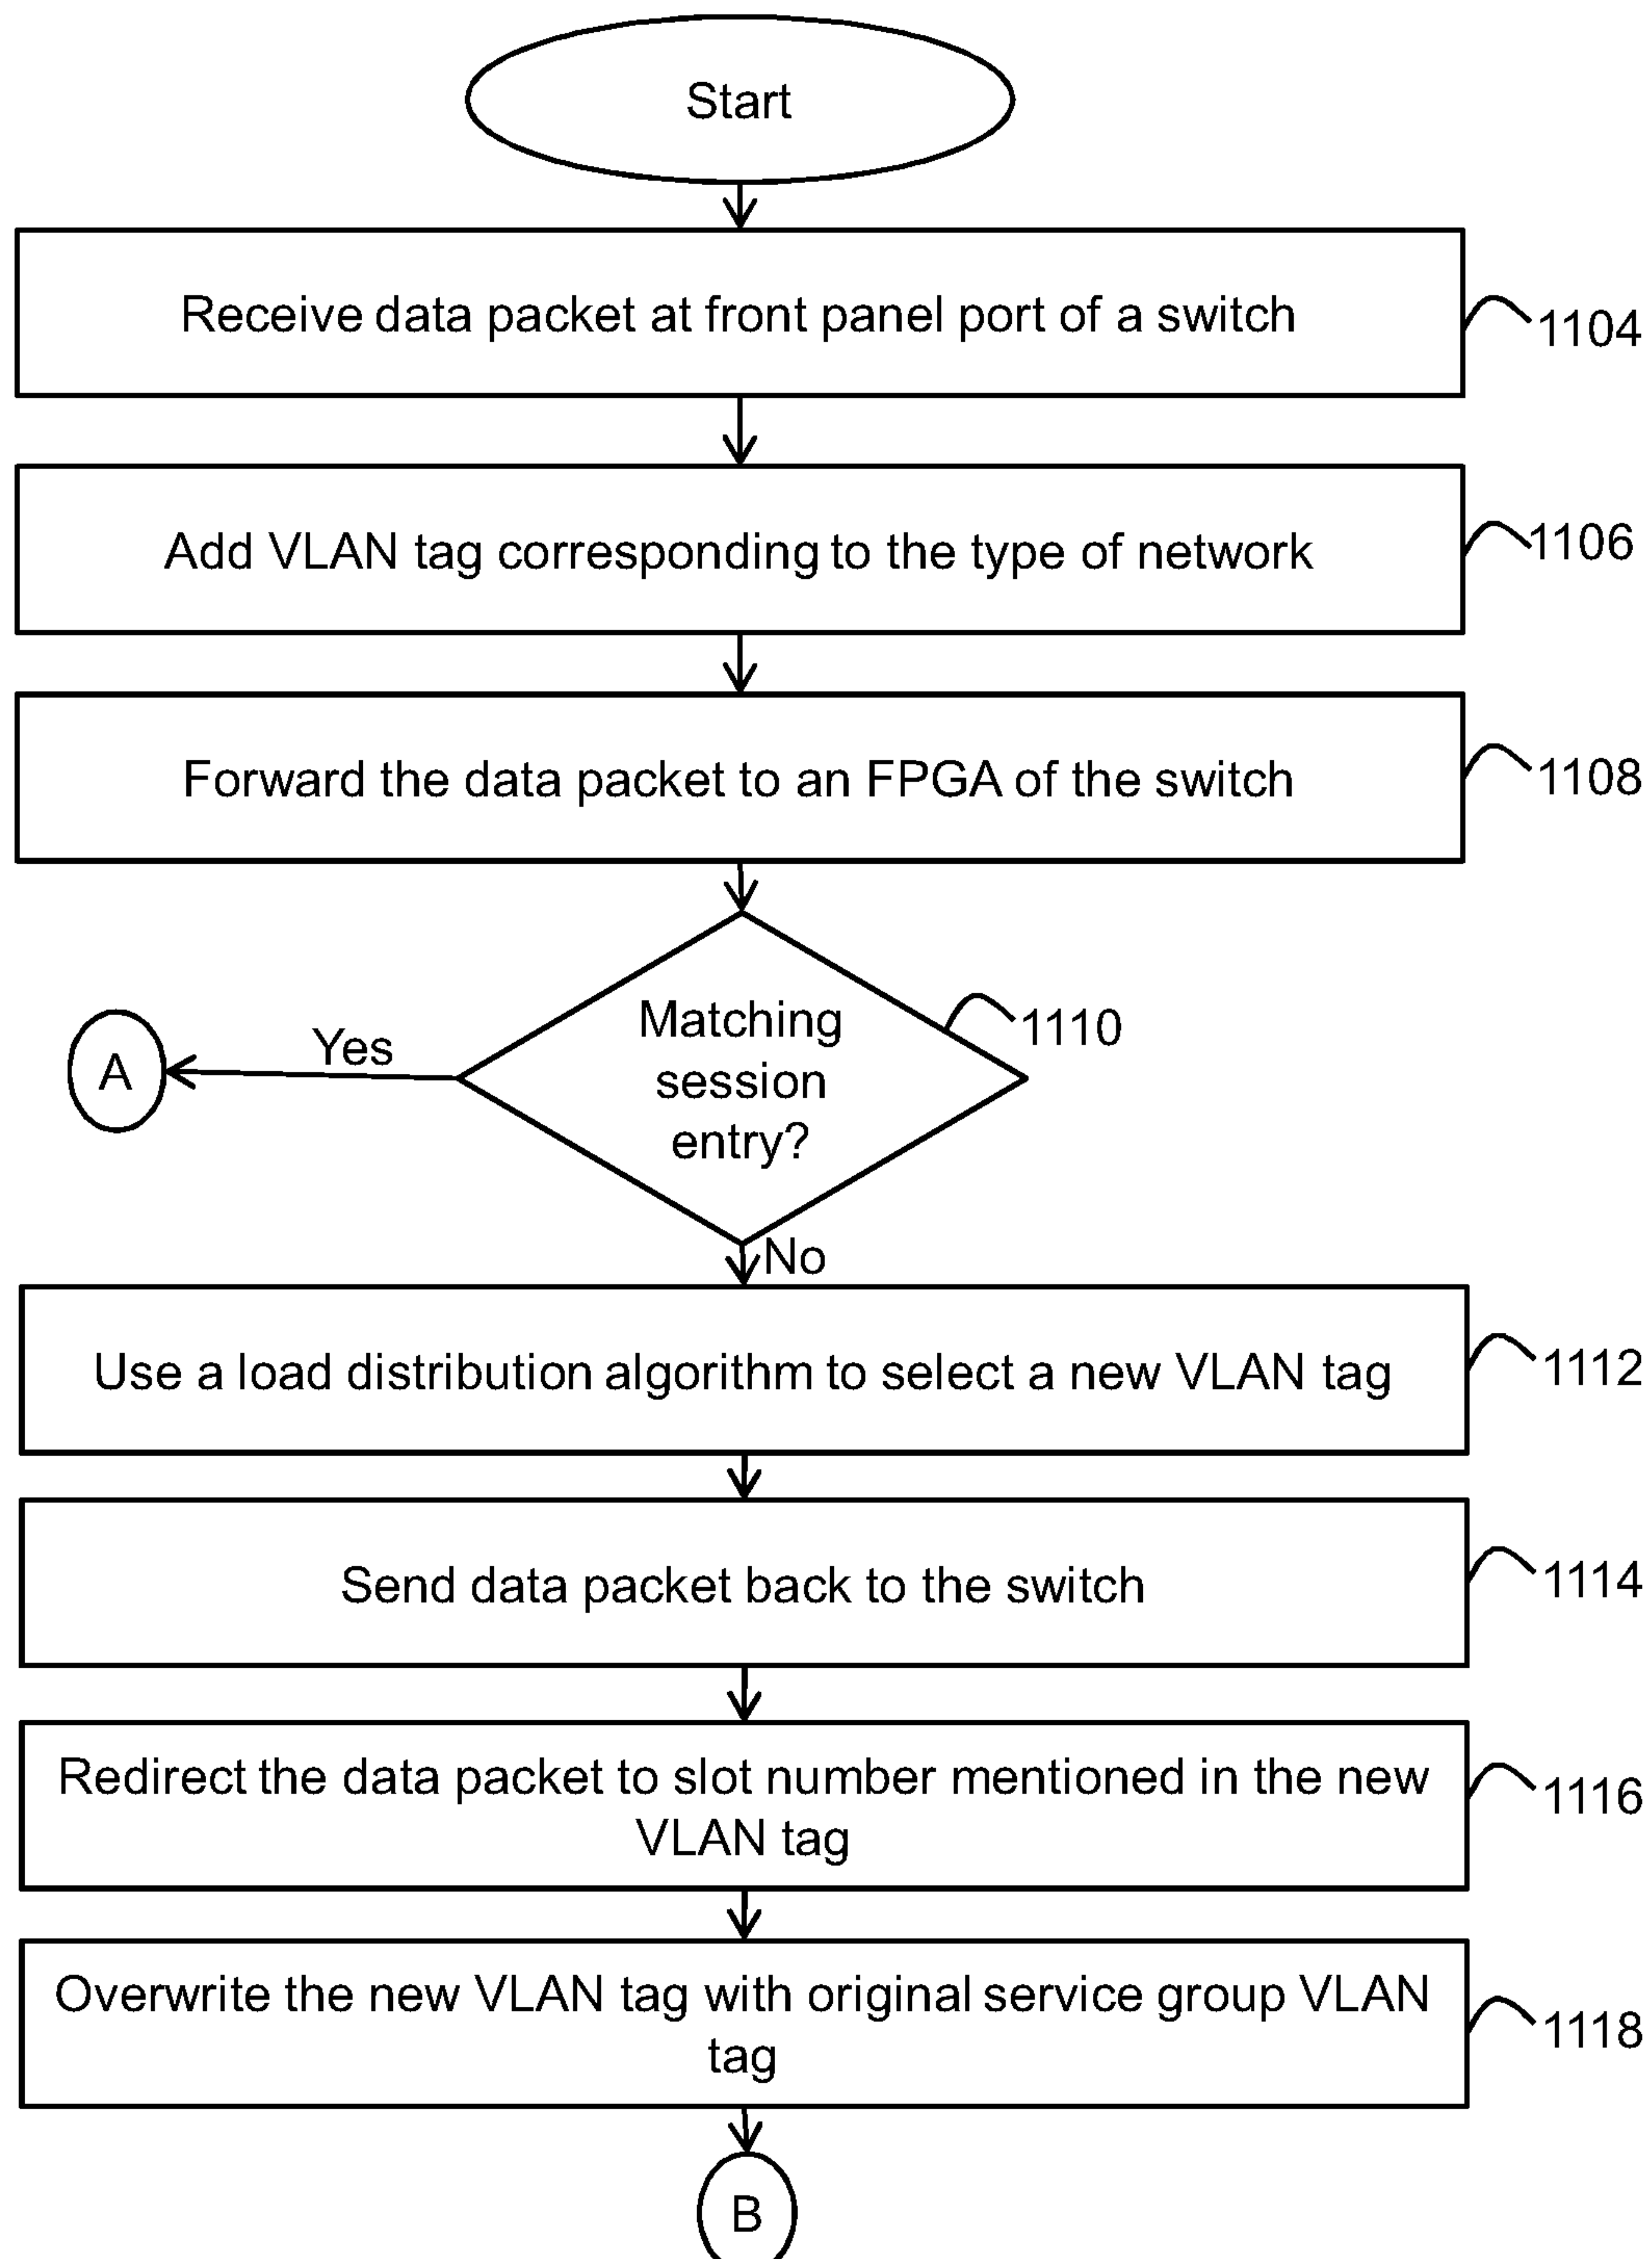 Start
Receive data packet at front panel port of a switch
1104
Add VLAN tag corresponding to the type of network
1106
Forward the data packet to an FPGA of the switch
1108
Matching
session
entry?
1110
Yes
A
No
Use a load distribution algorithm to select a new VLAN tag
1112
Send data packet back to the switch
1114
Redirect the data packet to slot number mentioned in the new
VLAN tag
1116
Overwrite the new VLAN tag with original service group VLAN
tag
1118
B